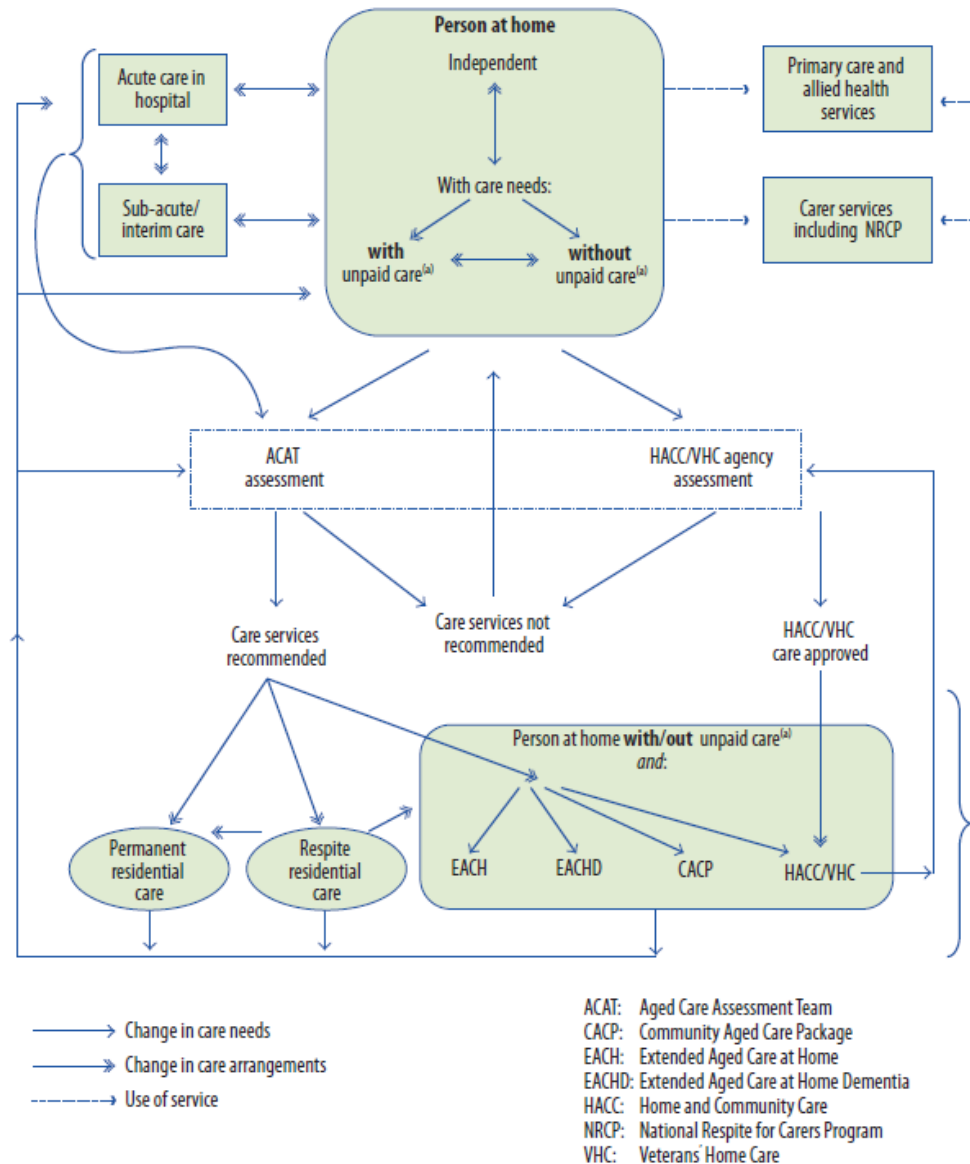 Person at home
Independent
Acute care in
hospital
Primary care and
allied health
services
With care needs:
Sub-acute/
interim care
Carer services
including NRCP
with
unpaid care(a)
without
unpaid care(a)
ACAT
assessment
HACC/VHC agency
assessment
Care services
recommended
Care services not
recommended
HACC/VHC
care approved
Person at home with/out unpaid care(a)
and:
Permanent
residential
care
Respite
residential
care
EACH
EACHD
CACP
HACC/VHC
Change in care needs
Change in care arrangements
Use of service
ACAT: Aged Care Assessment Team
CACP: Community Aged Care Package
EACH: Extended Aged Care at Home
EACHD: Extended Aged Care at Home Dementia
HACC: Home and Community Care
NRCP: National Respite for Carers Program
VHC: Veterans' Home Care